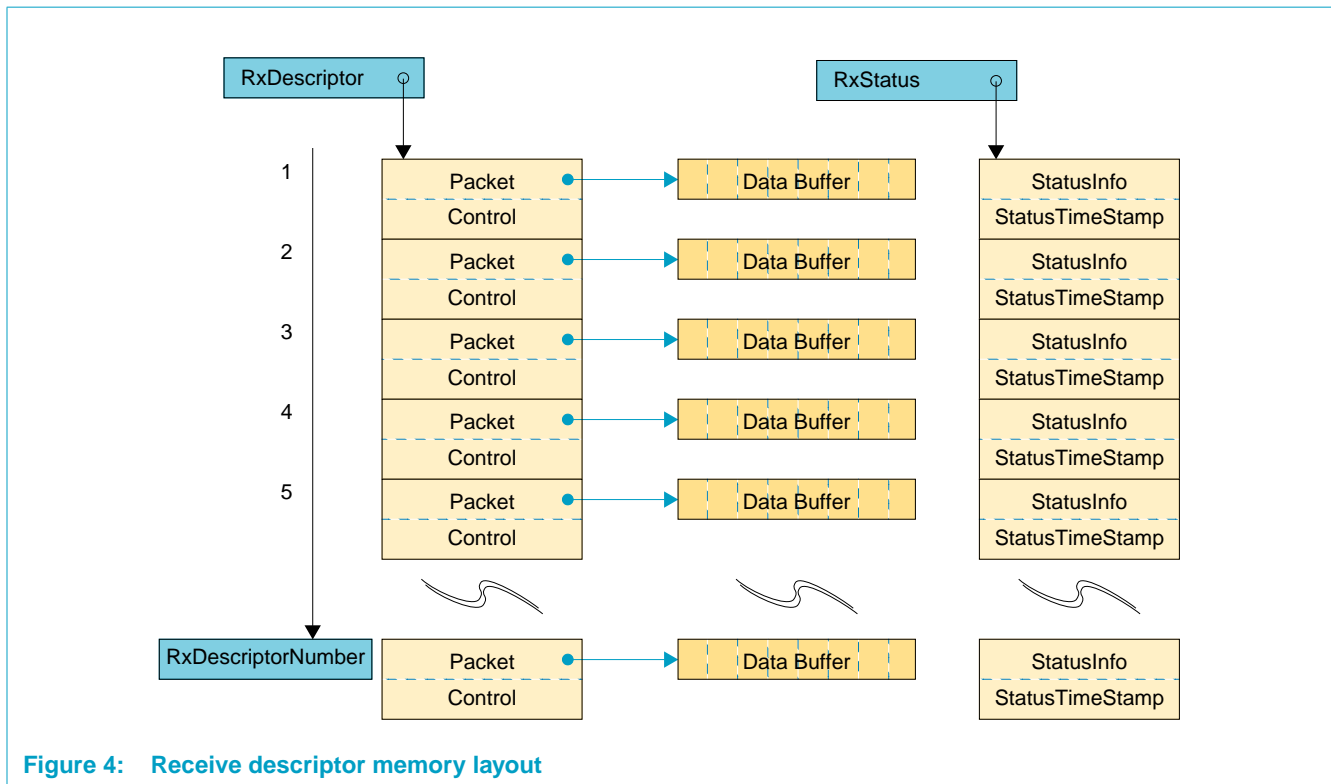 RxDescriptor
RxStatus
1
Packet
Data Buffer
StatusInfo
Control
StatusTimeStamp
2
Packet
Data Buffer
StatusInfo
Control
StatusTimeStamp
3
Packet
Data Buffer
StatusInfo
Control
StatusTimeStamp
4
Packet
Data Buffer
StatusInfo
Control
StatusTimeStamp
5
Packet
Data Buffer
StatusInfo
Control
StatusTimeStamp
RxDescriptorNumber
Packet
Data Buffer
StatusInfo
Control
StatusTimeStamp
Figure 4: Receive descriptor memory layout